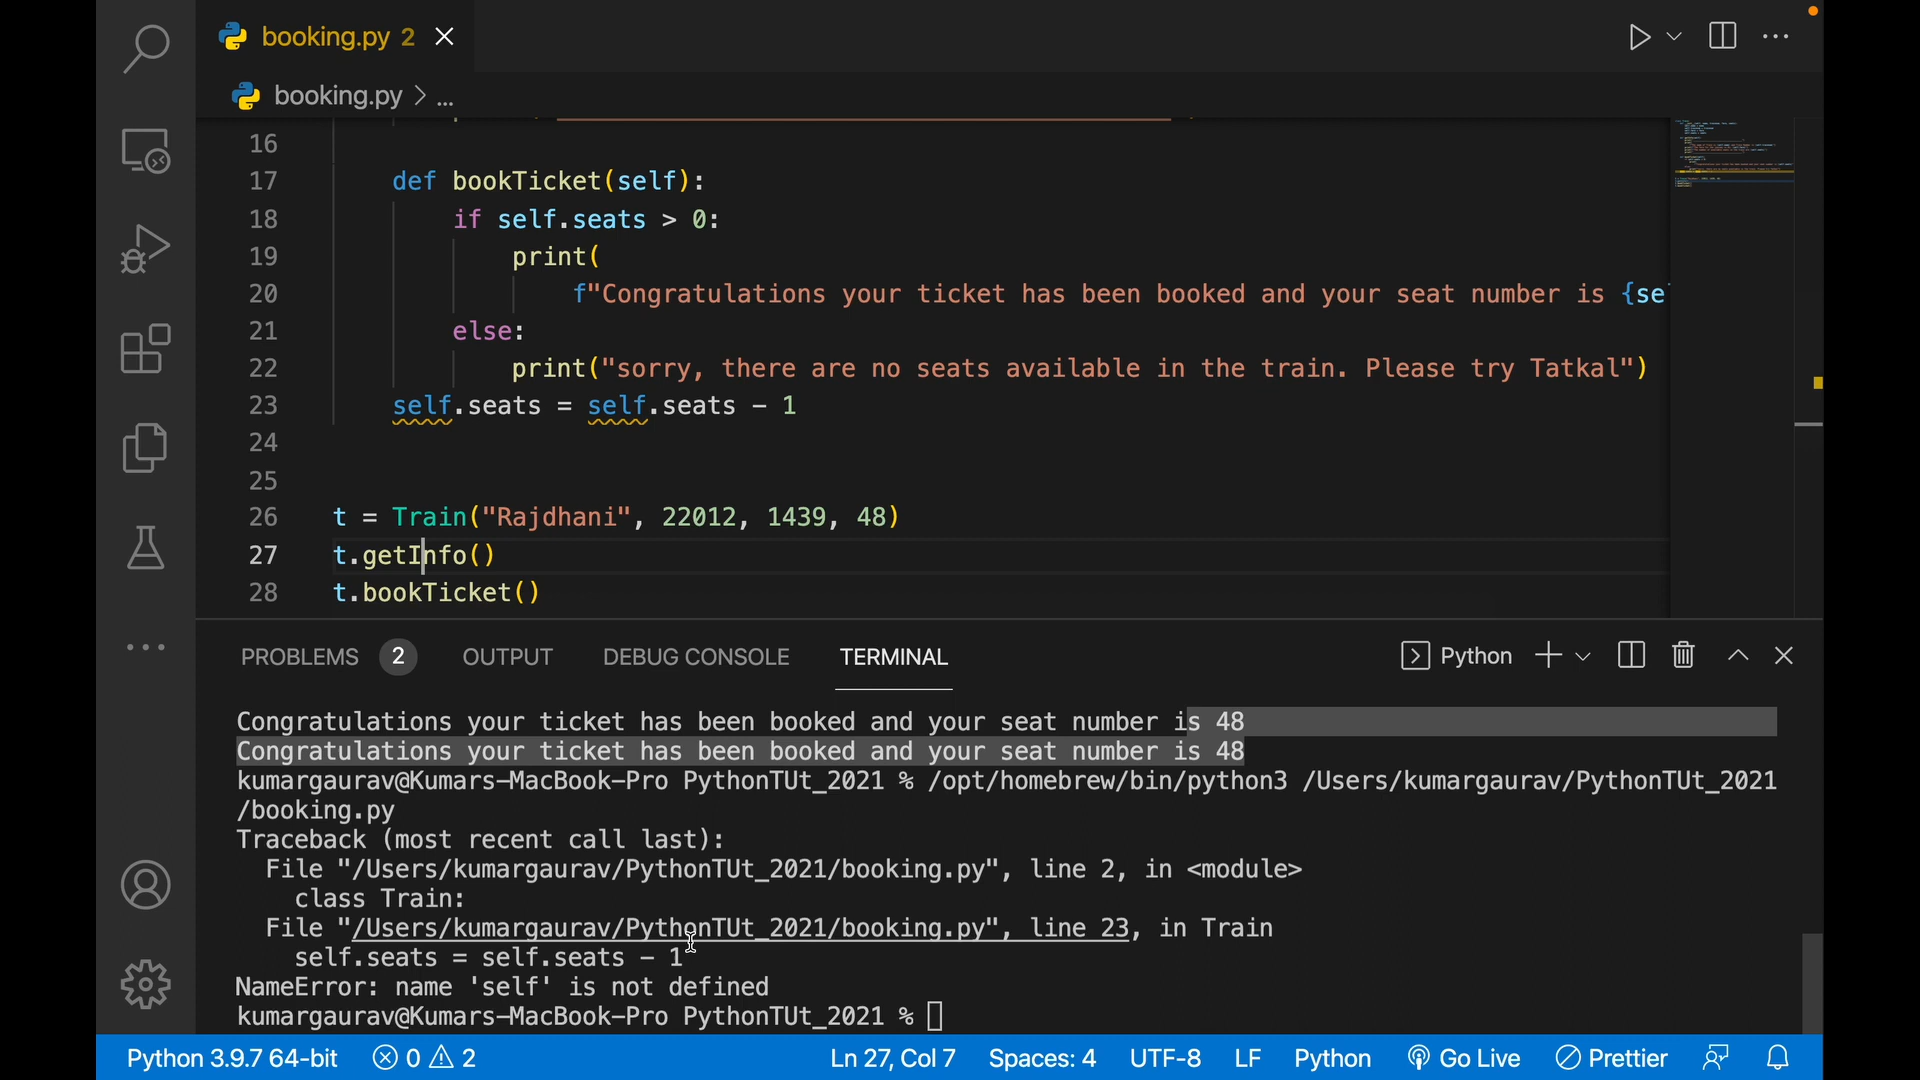 booking.py 2
booking.py > ...
16
17 def bookTicket(self):
18 if self.seats > 0:
19 print(
20 f"Congratulations your ticket has been booked and your seat number is {se
21 else:
22 print("sorry, there are no seats available in the train. Please try Tatkal")
23 self.seats = self.seats - 1
24
25
26 t = Train("Rajdhani", 22012, 1439, 48)
27 t.getInfo()
28 t.bookTicket()
PROBLEMS 2 OUTPUT DEBUG CONSOLE TERMINAL Python
Congratulations your ticket has been booked and your seat number is 48
Congratulations your ticket has been booked and your seat number is 48
kumargaurav@Kumars-MacBook-Pro PythonTUt_2021 % /opt/homebrew/bin/python3 /Users/kumargaurav/PythonTUt_2021
/booking.py
Traceback (most recent call last):
File "/Users/kumargaurav/PythonTUt_2021/booking.py", line 2, in <module>
class Train:
File "/Users/kumargaurav/PythonTUt_2021/booking.py", line 23, in Train
self.seats = self.seats - 1
NameError: name 'self' is not defined
kumargaurav@Kumars-MacBook-Pro PythonTUt_2021 %
Python 3.9.7 64-bit 0 2 Ln 27, Col 7 Spaces: 4 UTF-8 LF Python Go Live Prettier